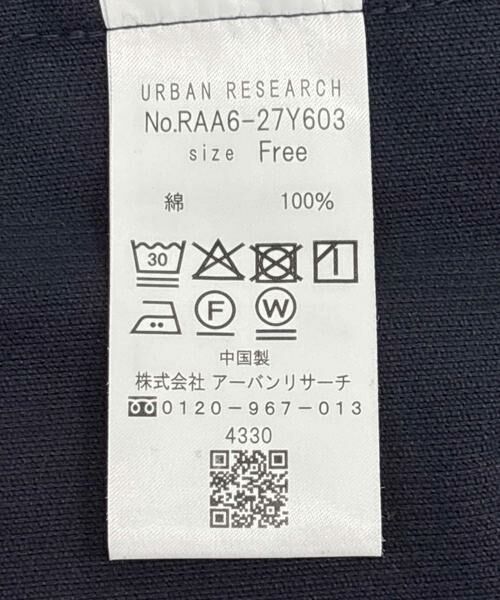 URBAN RESEARCH
No.RAA6-27Y603
size Free
綿 100%
30
F W
中国製
株式会社 アーバンリサーチ
0120-967-013
4330